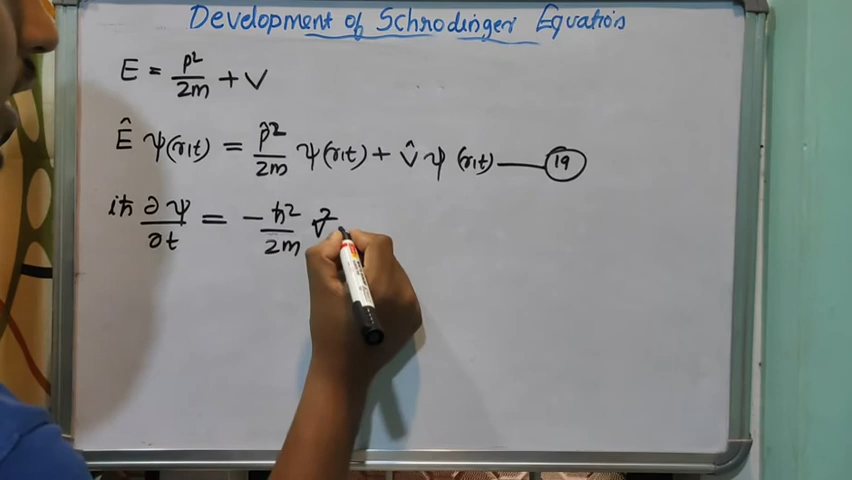 Development of Schrodinger Equation
E = p²/2m + V
Ê ψ(r,t) = p̂²/2m ψ(r,t) + V̂ ψ (r,t) —— 19
iℏ ∂ψ/∂t = -ℏ²/2m ∇²